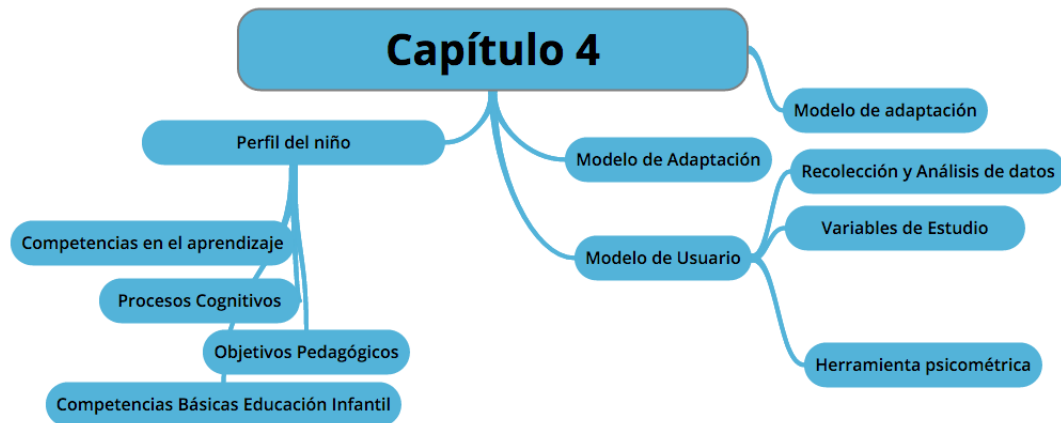 Capítulo 4
Modelo de adaptación
Perfil del niño
Modelo de Adaptación
Recolección y Análisis de datos
Variables de Estudio
Competencias en el aprendizaje
Modelo de Usuario
Procesos Cognitivos
Objetivos Pedagógicos
Herramienta psicométrica
Competencias Básicas Educación Infantil